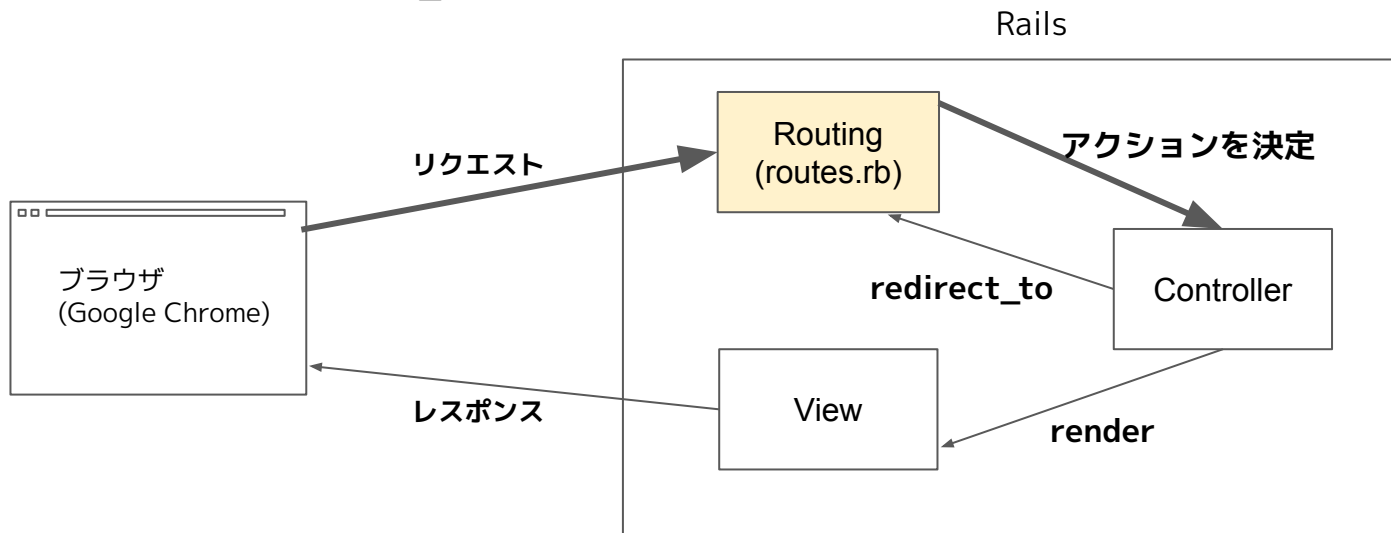 Rails
Routing
(routes.rb)
アクションを決定
リクエスト
ブラウザ
(Google Chrome)
redirect_to
Controller
レスポンス
View
render